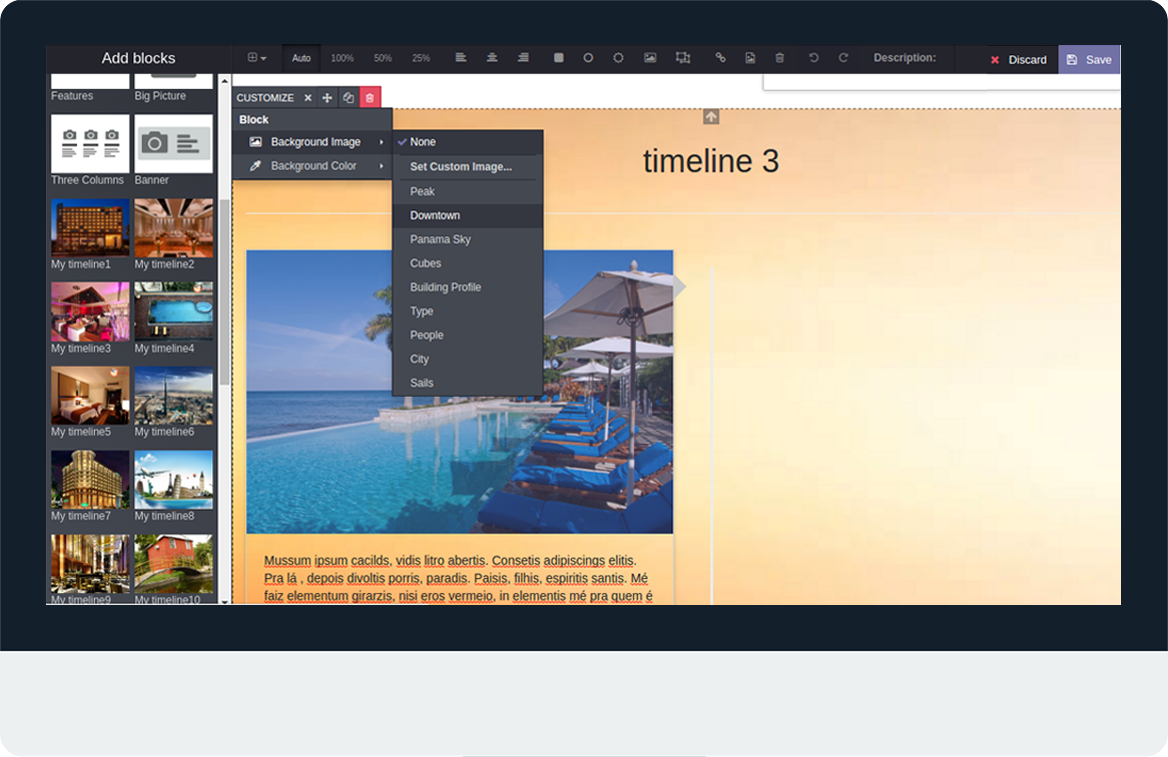 Add blocks
Auto
100%
50%
25%
Description:
Discard
Save
Features
Big Picture
Three Columns
Banner
My timeline1
My timeline2
My timeline3
My timeline4
My timeline5
My timeline6
My timeline7
My timeline8
My timeline9
My timeline10
CUSTOMIZE
Block
Background Image
Background Color
None
Set Custom Image...
Peak
Downtown
Panama Sky
Cubes
Building Profile
Type
People
City
Sails
timeline 3
Mussum ipsum cacilds, vidis litro abertis. Consetis adipiscings elitis.
Pra lá , depois divoltis porris, paradis. Paisis, filhis, espiritis santis. Mé
faiz elementum girarzis, nisi eros vermeio, in elementis mé pra quem é